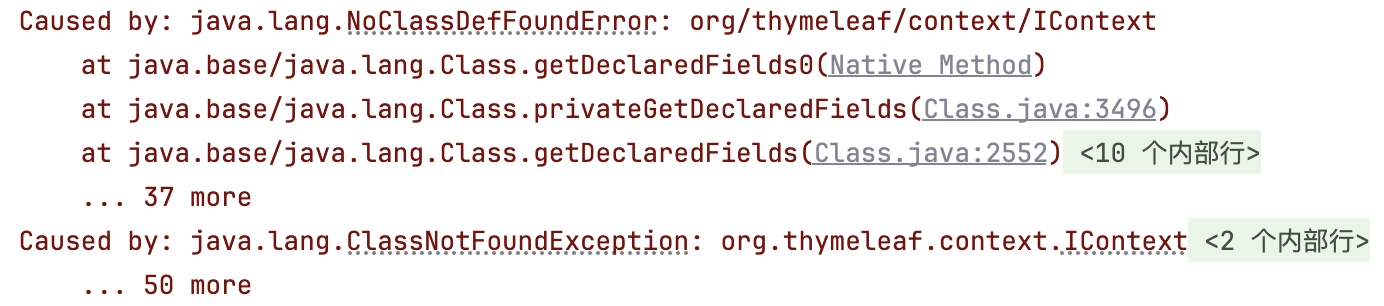 Caused by: java.lang.NoClassDefFoundError: org/thymeleaf/context/IContext
at java.base/java.lang.Class.getDeclaredFields0(Native Method)
at java.base/java.lang.Class.privateGetDeclaredFields(Class.java:3496)
at java.base/java.lang.Class.getDeclaredFields(Class.java:2552) <10 个内部行>
... 37 more
Caused by: java.lang.ClassNotFoundException: org.thymeleaf.context.IContext <2 个内部行>
... 50 more